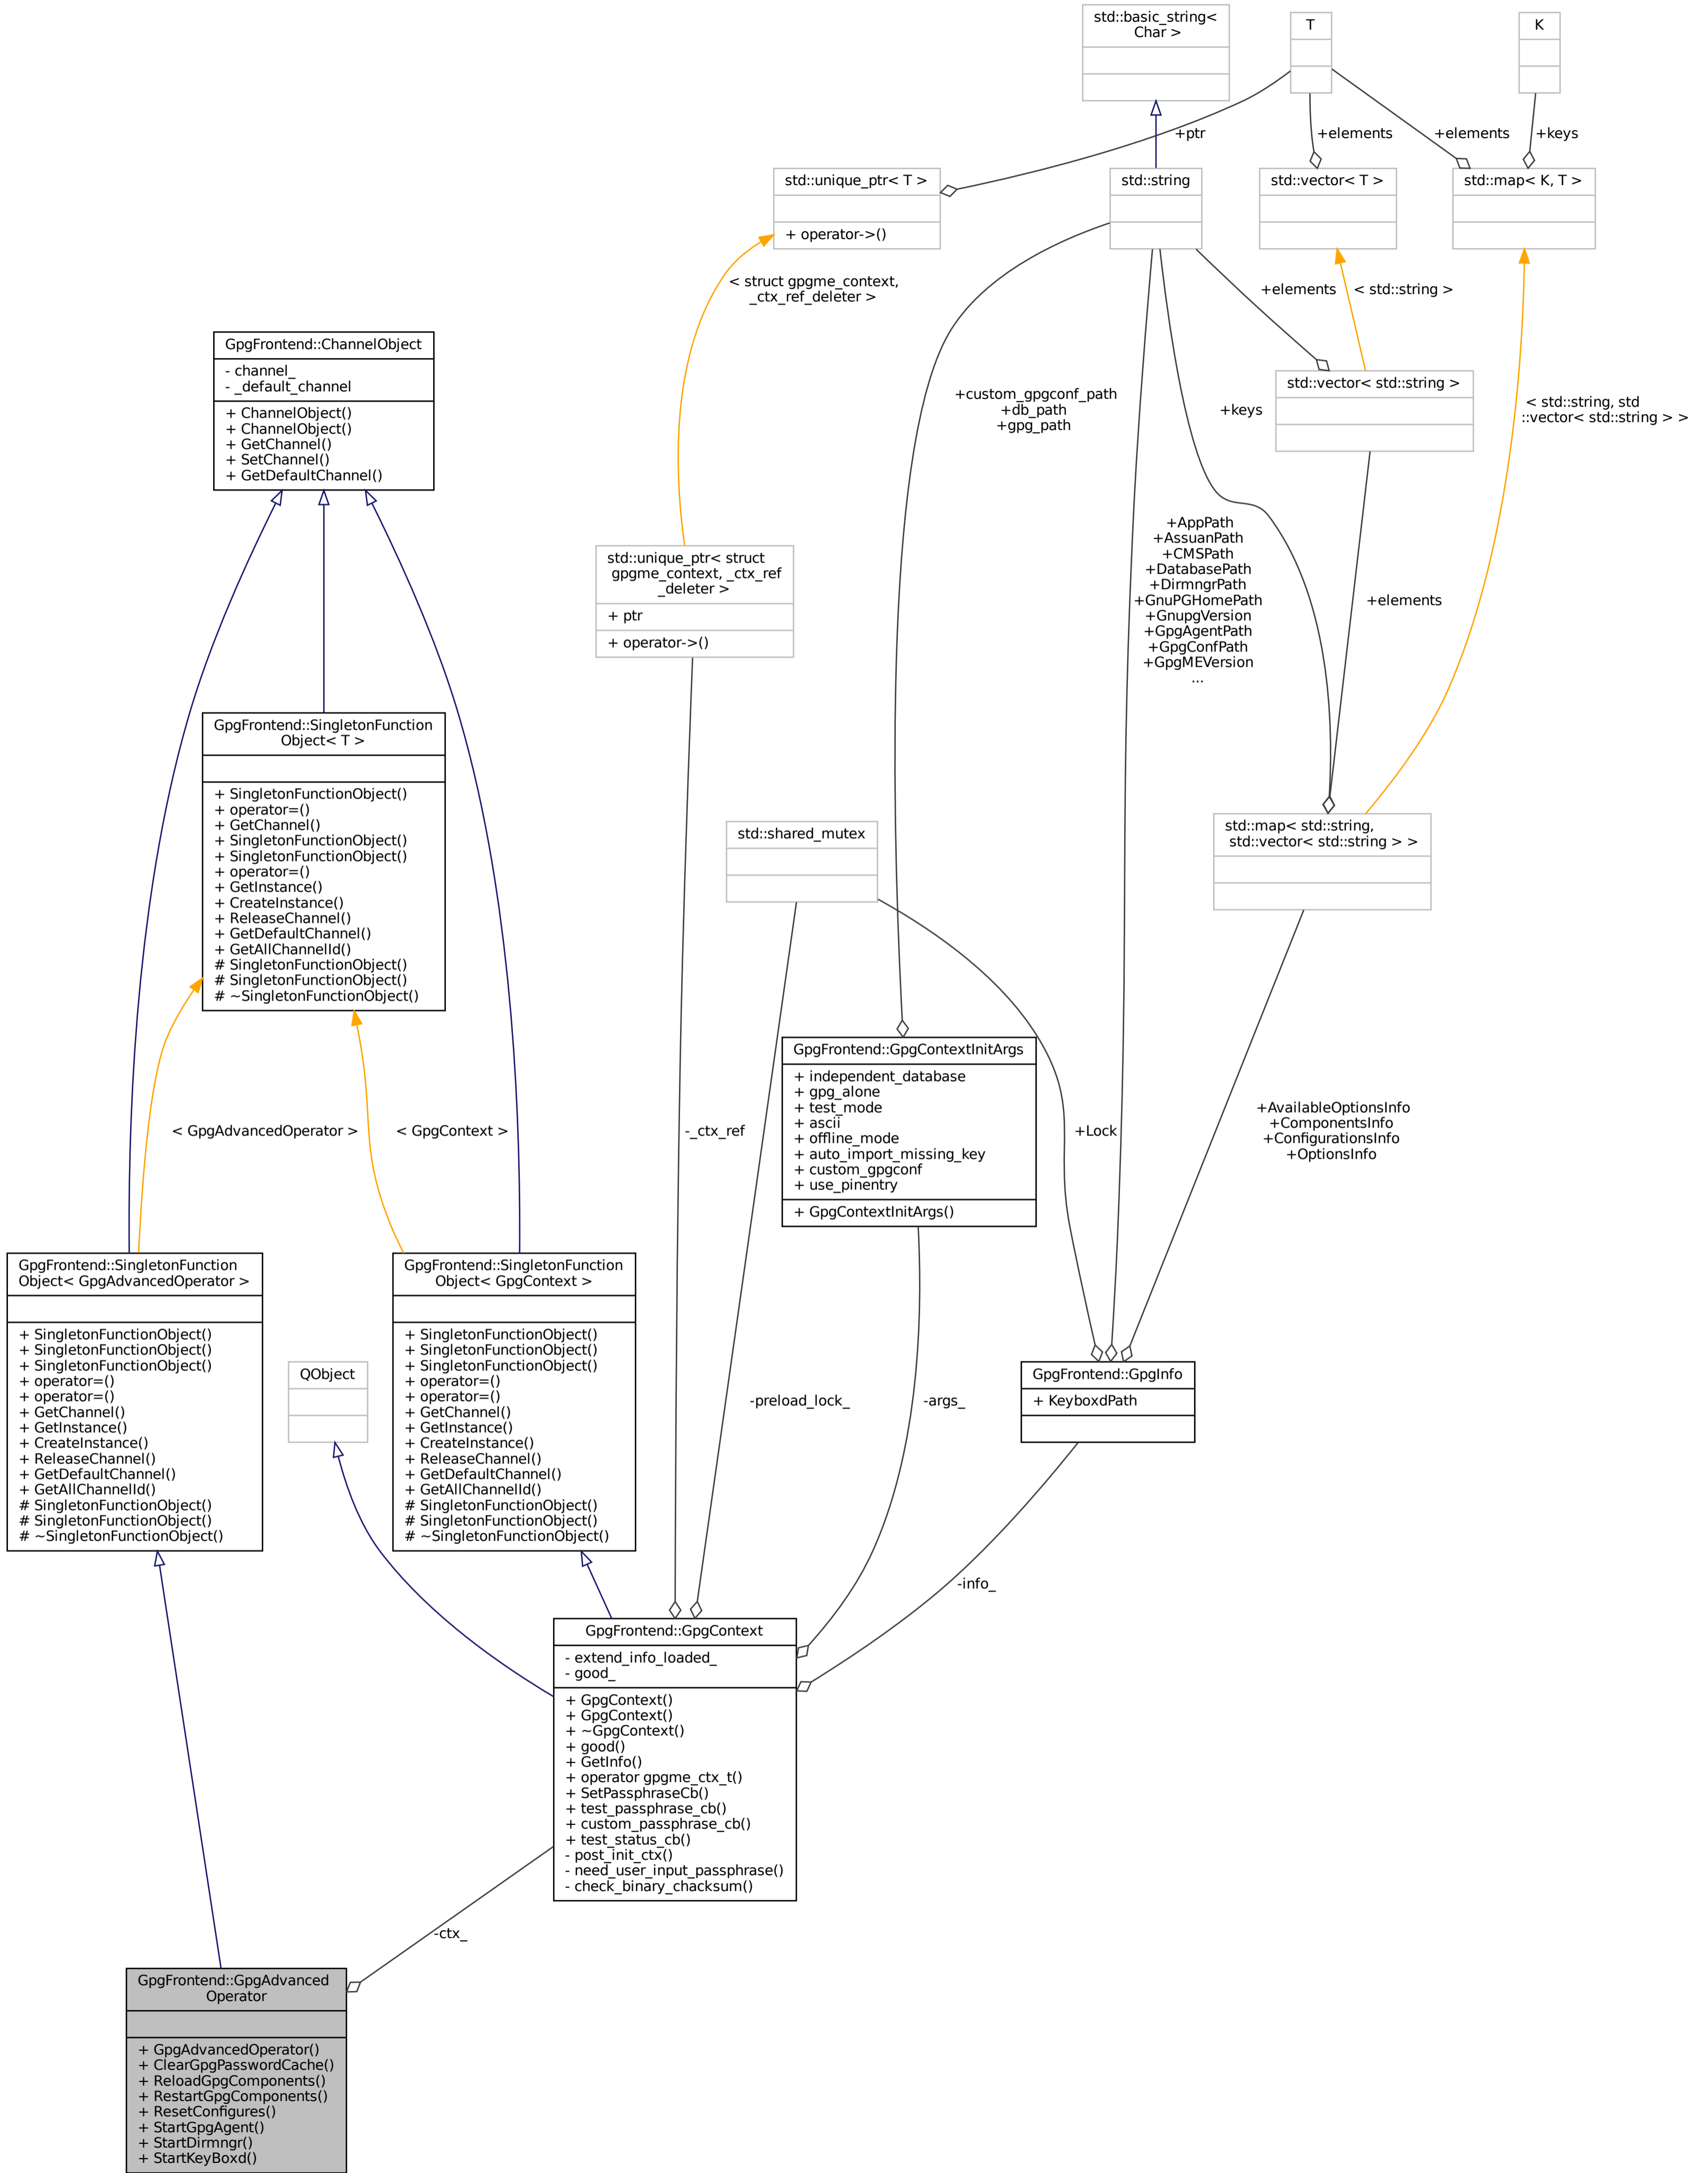 std::basic_string<
Char >
T
K
+ptr
+elements
+elements
+keys
std::unique_ptr< T >
+ operator->()
std::string
std::vector< T >
std::map< K, T >
< struct gpgme_context,
_ctx_ref_deleter >
+elements
< std::string >
GpgFrontend::ChannelObject
- channel_
- _default_channel
+ ChannelObject()
+ ChannelObject()
+ GetChannel()
+ SetChannel()
+ GetDefaultChannel()
+custom_gpgconf_path
+db_path
+gpg_path
+keys
std::vector< std::string >
< std::string, std
::vector< std::string > >
std::unique_ptr< struct
gpgme_context, _ctx_ref
_deleter >
+ ptr
+ operator->()
+AppPath
+AssuanPath
+CMSPath
+DatabasePath
+DirmngrPath
+GnuPGHomePath
+GnupgVersion
+GpgAgentPath
+GpgConfPath
+GpgMEVersion
...
+elements
GpgFrontend::SingletonFunction
Object< T >
+ SingletonFunctionObject()
+ operator=()
+ GetChannel()
+ SingletonFunctionObject()
+ SingletonFunctionObject()
+ operator=()
+ GetInstance()
+ CreateInstance()
+ ReleaseChannel()
+ GetDefaultChannel()
+ GetAllChannelId()
# SingletonFunctionObject()
# SingletonFunctionObject()
# ~SingletonFunctionObject()
std::shared_mutex
std::map< std::string,
std::vector< std::string > >
GpgFrontend::GpgContextInitArgs
+ independent_database
+ gpg_alone
+ test_mode
+ ascii
+ offline_mode
+ auto_import_missing_key
+ custom_gpgconf
+ use_pinentry
+ GpgContextInitArgs()
< GpgAdvancedOperator >
< GpgContext >
-_ctx_ref
+Lock
+AvailableOptionsInfo
+ComponentsInfo
+ConfigurationsInfo
+OptionsInfo
GpgFrontend::SingletonFunction
Object< GpgAdvancedOperator >
+ SingletonFunctionObject()
+ SingletonFunctionObject()
+ SingletonFunctionObject()
+ operator=()
+ operator=()
+ GetChannel()
+ GetInstance()
+ CreateInstance()
+ ReleaseChannel()
+ GetDefaultChannel()
+ GetAllChannelId()
# SingletonFunctionObject()
# SingletonFunctionObject()
# ~SingletonFunctionObject()
QObject
GpgFrontend::SingletonFunction
Object< GpgContext >
+ SingletonFunctionObject()
+ SingletonFunctionObject()
+ SingletonFunctionObject()
+ operator=()
+ operator=()
+ GetChannel()
+ GetInstance()
+ CreateInstance()
+ ReleaseChannel()
+ GetDefaultChannel()
+ GetAllChannelId()
# SingletonFunctionObject()
# SingletonFunctionObject()
# ~SingletonFunctionObject()
-preload_lock_
-args_
GpgFrontend::GpgInfo
+ KeyboxdPath
-info_
GpgFrontend::GpgContext
- extend_info_loaded_
- good_
+ GpgContext()
+ GpgContext()
+ ~GpgContext()
+ good()
+ GetInfo()
+ operator gpgme_ctx_t()
+ SetPassphraseCb()
+ test_passphrase_cb()
+ custom_passphrase_cb()
+ test_status_cb()
- post_init_ctx()
- need_user_input_passphrase()
- check_binary_chacksum()
-ctx_
GpgFrontend::GpgAdvanced
Operator
+ GpgAdvancedOperator()
+ ClearGpgPasswordCache()
+ ReloadGpgComponents()
+ RestartGpgComponents()
+ ResetConfigures()
+ StartGpgAgent()
+ StartDirmngr()
+ StartKeyBoxd()